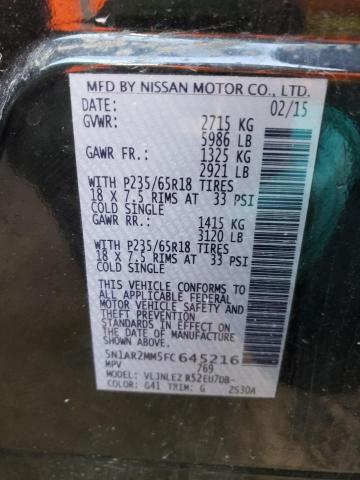 MFD BY NISSAN MOTOR CO., LTD.
DATE: 02/15
GVWR: 2715 KG
5986 LB
GAWR FR.: 1325 KG
2921 LB
WITH P235/65R18 TIRES
18 X 7.5 RIMS AT 33 PSI
COLD SINGLE
GAWR RR.: 1415 KG
3120 LB
WITH P235/65R18 TIRES
18 X 7.5 RIMS AT 33 PSI
COLD SINGLE
THIS VEHICLE CONFORMS TO
ALL APPLICABLE U.S. FEDERAL
MOTOR VEHICLE SAFETY AND
THEFT PREVENTION
STANDARDS IN EFFECT ON THE
DATE OF MANUFACTURE SHOWN
ABOVE.
5N1AR2MM5FC645216
MPV 769
MODEL: VLJNLEZ R52EU7DB-
COLOR: G41 TRIM: G 2S30A